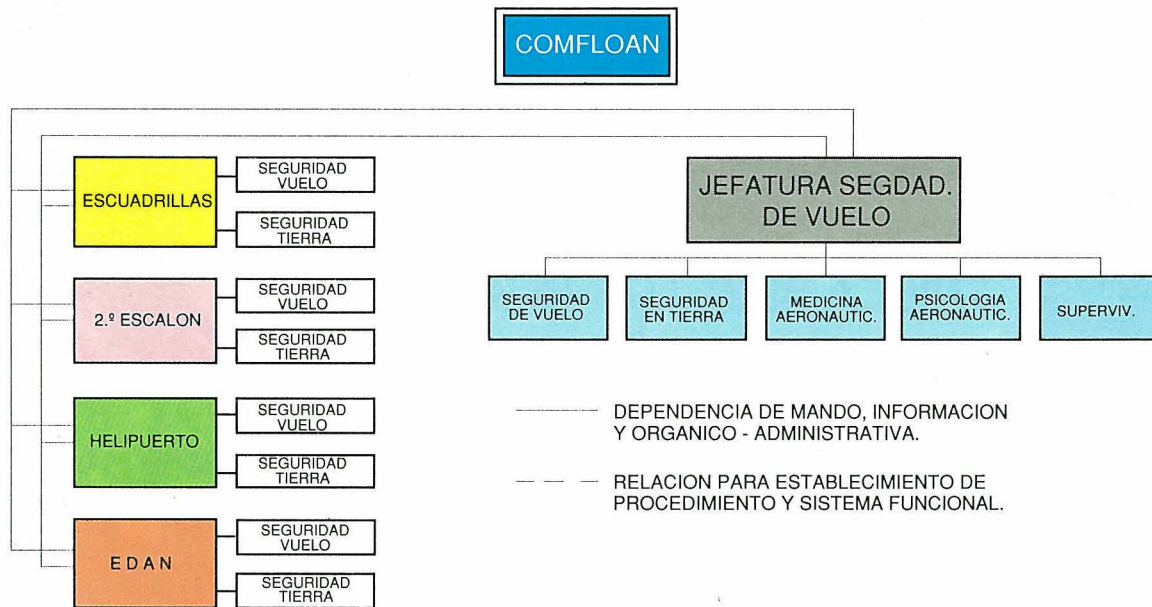 COMFLOAN
ESCUADRILLAS
SEGURIDAD
VUELO
SEGURIDAD
TIERRA
2.º ESCALON
SEGURIDAD
VUELO
SEGURIDAD
TIERRA
HELIPUERTO
SEGURIDAD
VUELO
SEGURIDAD
TIERRA
E D A N
SEGURIDAD
VUELO
SEGURIDAD
TIERRA
JEFATURA SEGDAD.
DE VUELO
SEGURIDAD
DE VUELO
SEGURIDAD
EN TIERRA
MEDICINA
AERONAUTIC.
PSICOLOGIA
AERONAUTIC.
SUPERVIV.
DEPENDENCIA DE MANDO, INFORMACION
Y ORGANICO - ADMINISTRATIVA.
RELACION PARA ESTABLECIMIENTO DE
PROCEDIMIENTO Y SISTEMA FUNCIONAL.